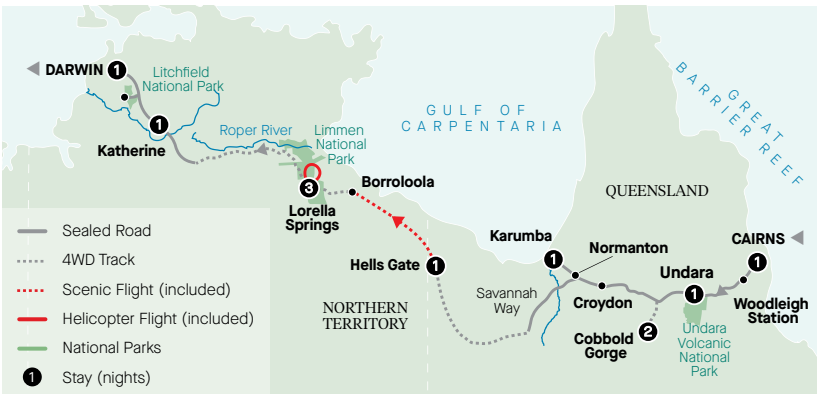 DARWIN 1
Litchfield
National Park
1
Katherine
Roper River
Limmen
National
Park
3
Lorella
Springs
Borroloola
GULF OF
CARPENTARIA
GREAT
BARRIER REEF
QUEENSLAND
Karumba
1
Normanton
CAIRNS
1
Hells Gate 1
Savannah
Way
Croydon
Undara
1
Woodleigh
Station
Cobbold
Gorge
2
Undara
Volcanic
National
Park
NORTHERN
TERRITORY
Sealed Road
4WD Track
Scenic Flight (included)
Helicopter Flight (included)
National Parks
1 Stay (nights)